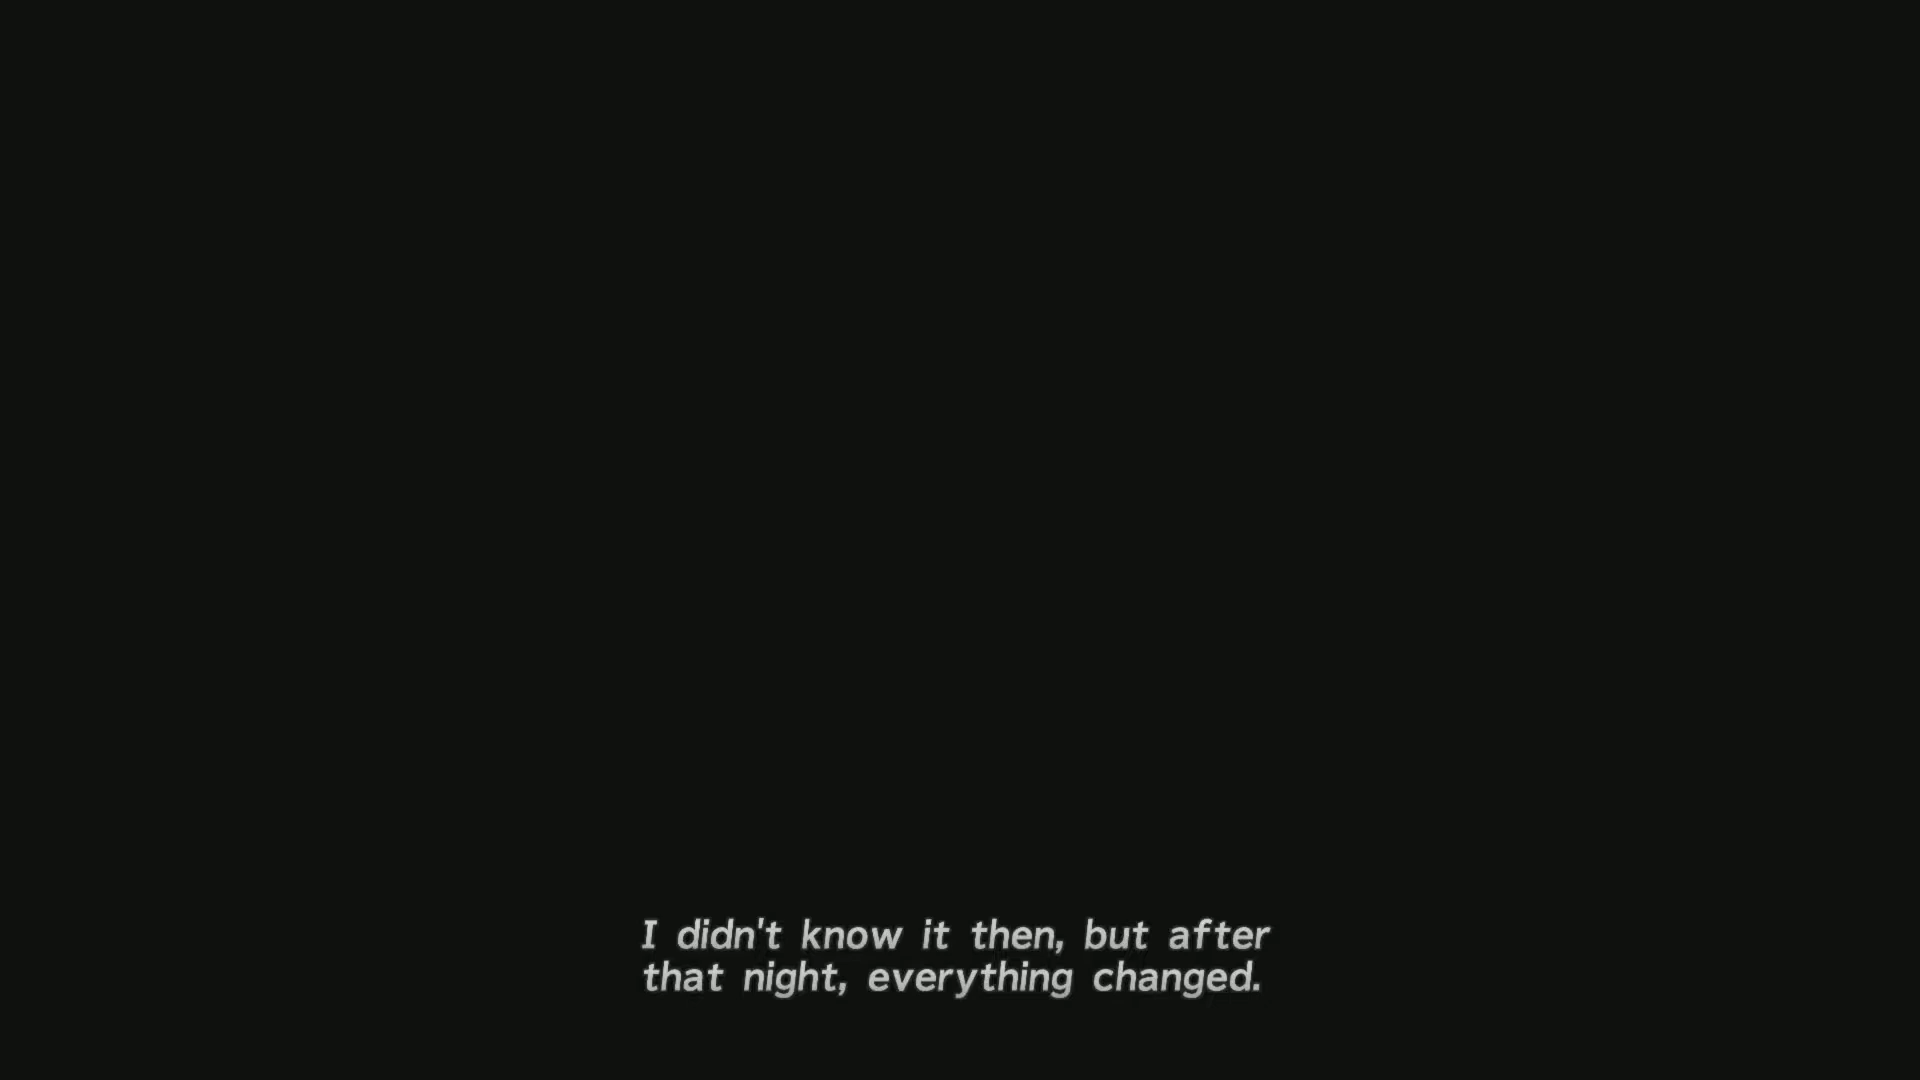 I didn't know it then, but after
that night, everything changed.